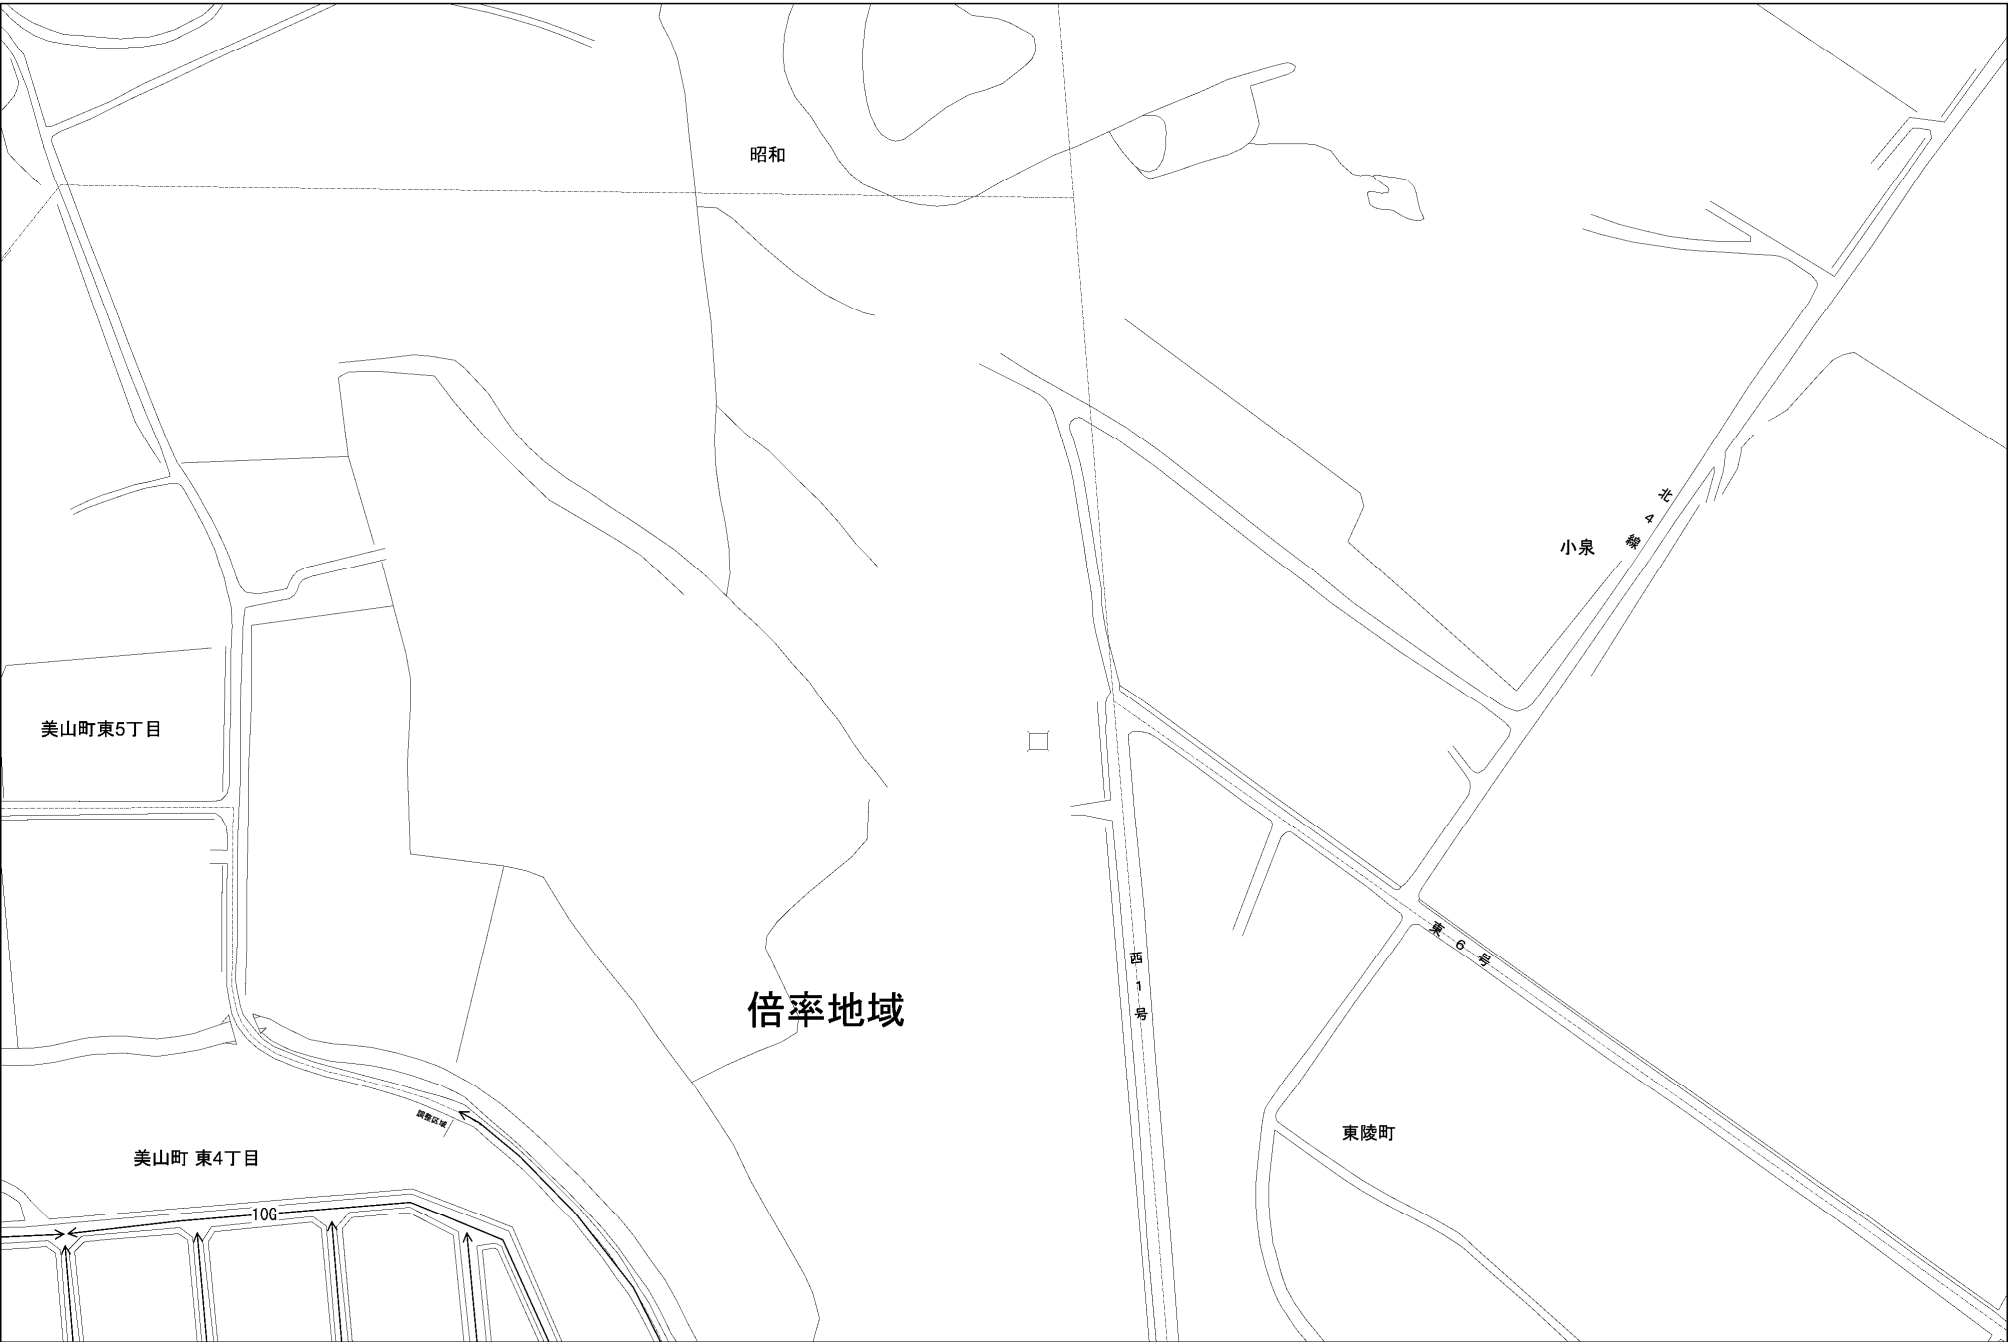 昭和
北4線
小泉
美山町東5丁目
東6号
西1号
倍率地域
調整区域
東陵町
美山町 東4丁目
10G